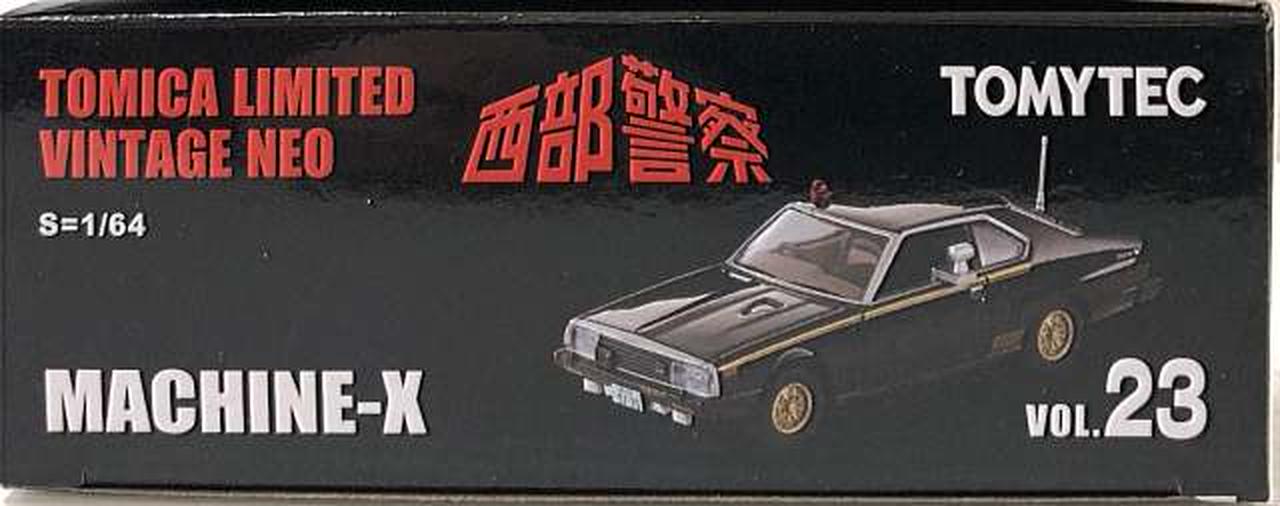 TOMICA LIMITED
VINTAGE NEO
西部警察
TOMYTEC
S=1/64
MACHINE-X
VOL.23